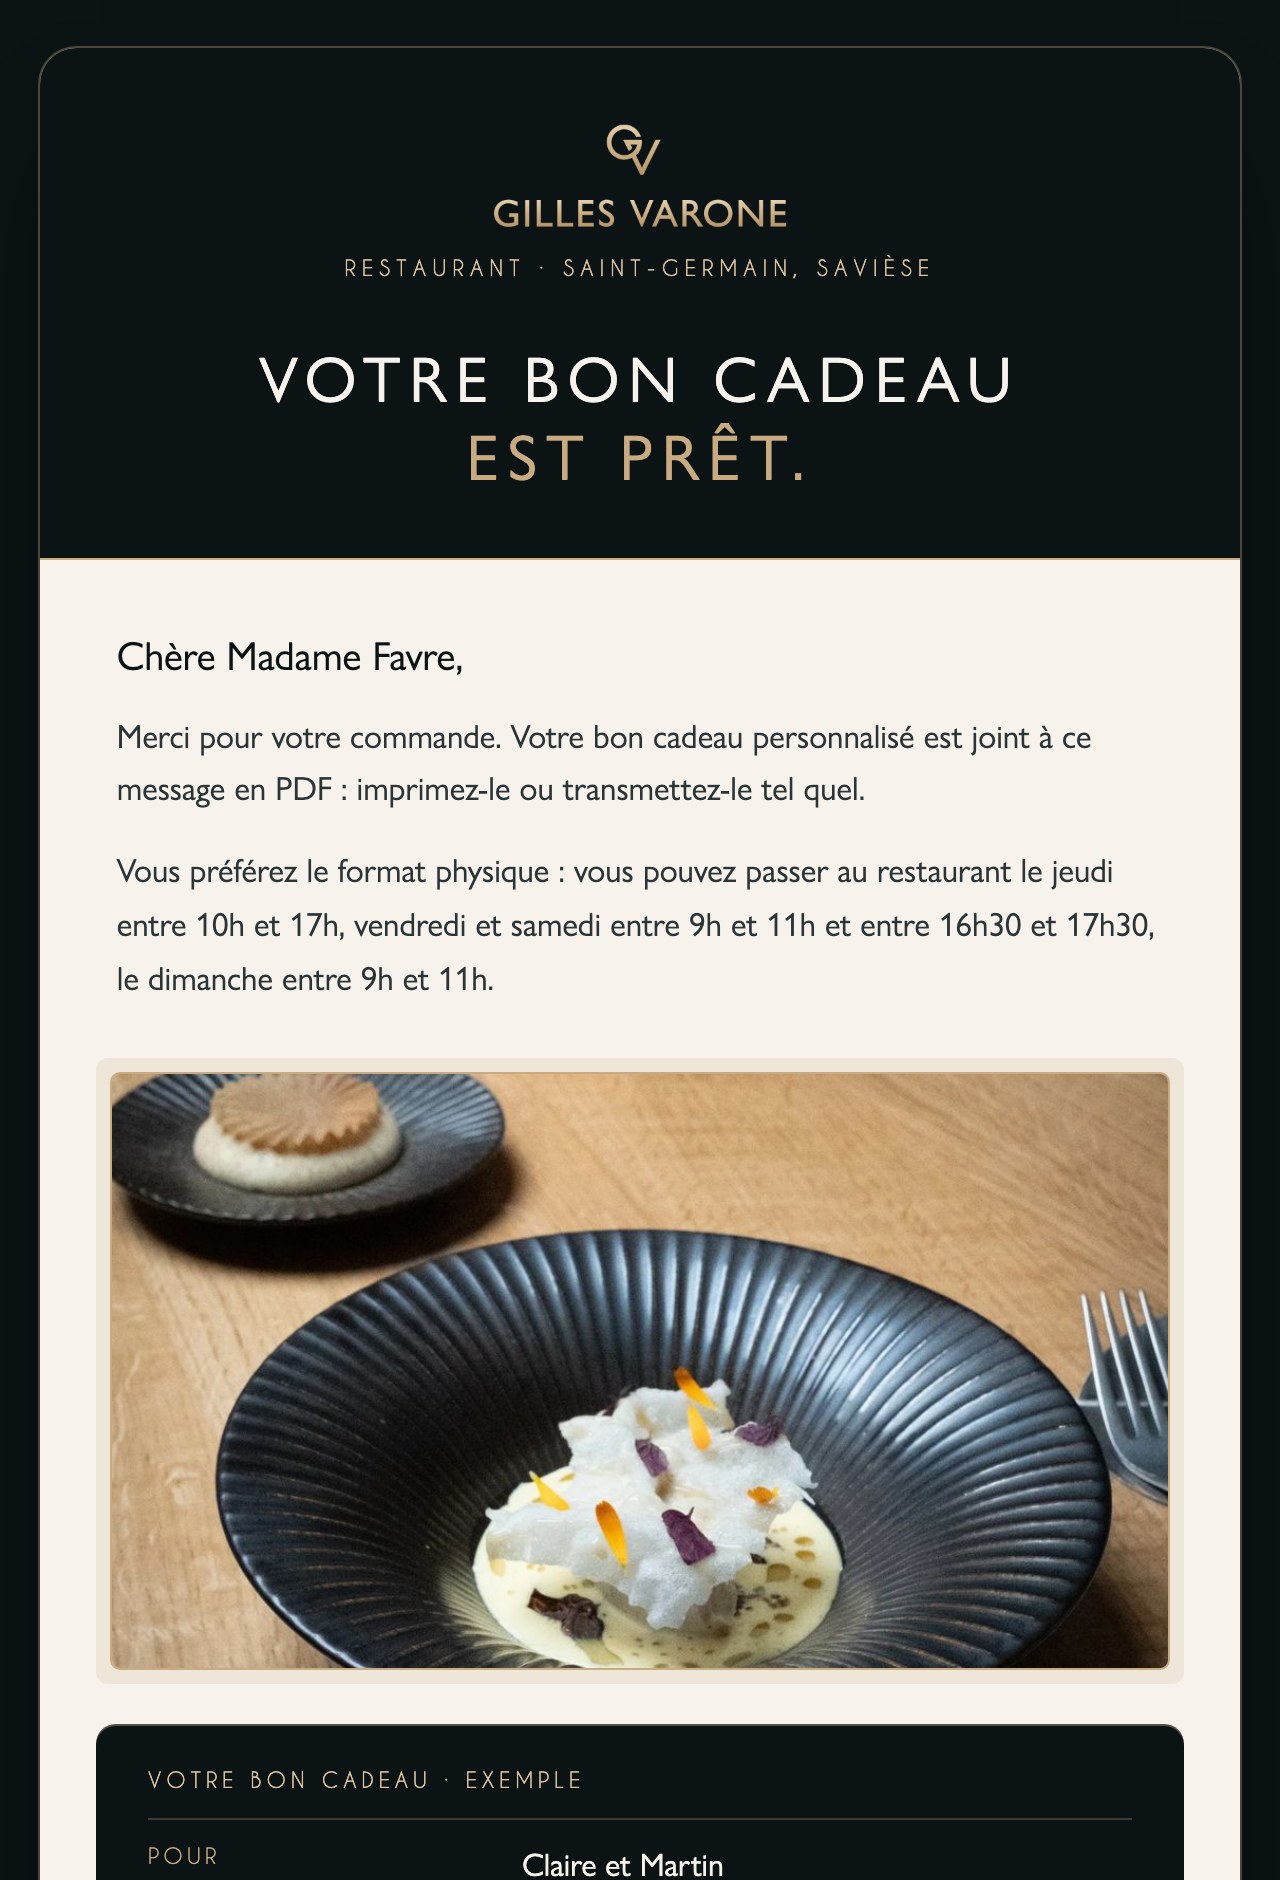 GV
GILLES VARONE
RESTAURANT · SAINT-GERMAIN, SAVIÈSE
VOTRE BON CADEAU
EST PRÊT.
Chère Madame Favre,
Merci pour votre commande. Votre bon cadeau personnalisé est joint à ce
message en PDF : imprimez-le ou transmettez-le tel quel.
Vous préférez le format physique : vous pouvez passer au restaurant le jeudi
entre 10h et 17h, vendredi et samedi entre 9h et 11h et entre 16h30 et 17h30,
le dimanche entre 9h et 11h.
VOTRE BON CADEAU · EXEMPLE
POUR
Claire et Martin